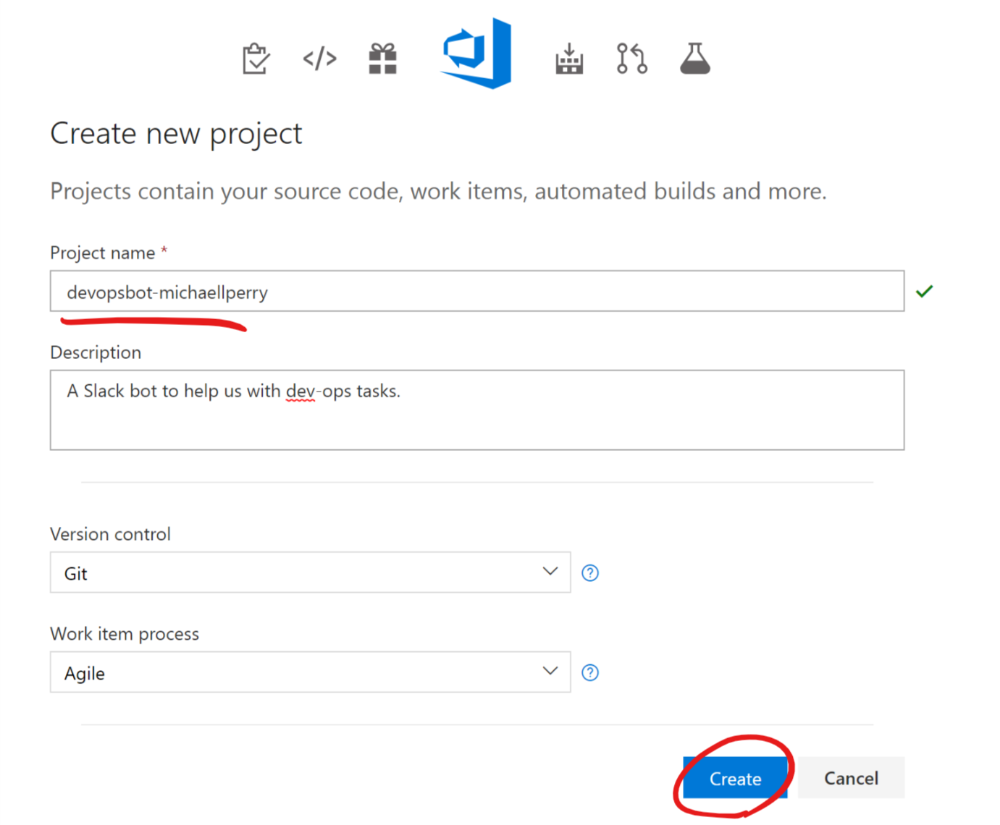 Create new project
Projects contain your source code, work items, automated builds and more.
Project name *
devopsbot-michaellperry
Description
A Slack bot to help us with dev-ops tasks.
Version control
Git
?
Work item process
Agile
?
Create
Cancel